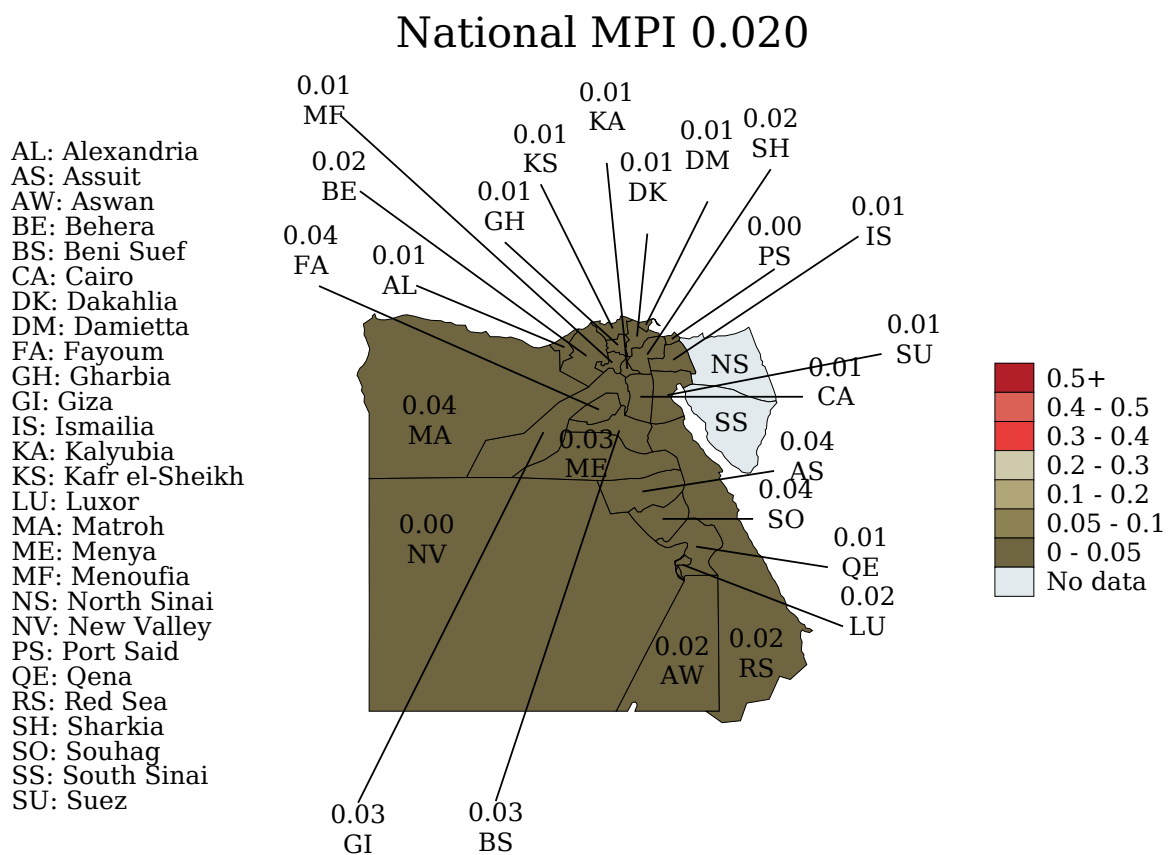 National MPI 0.020
AL: Alexandria
AS: Assuit
AW: Aswan
BE: Behera
BS: Beni Suef
CA: Cairo
DK: Dakahlia
DM: Damietta
FA: Fayoum
GH: Gharbia
GI: Giza
IS: Ismailia
KA: Kalyubia
KS: Kafr el-Sheikh
LU: Luxor
MA: Matroh
ME: Menya
MF: Menoufia
NS: North Sinai
NV: New Valley
PS: Port Said
QE: Qena
RS: Red Sea
SH: Sharkia
SO: Souhag
SS: South Sinai
SU: Suez
0.01
MF
0.01
KA
0.02
SH
0.01
KS
0.01
DM
0.02
BE
0.01
DK
0.01
GH
0.01
IS
0.04
FA
0.00
PS
0.01
AL
0.01
SU
NS
0.01
CA
0.04
MA
SS
0.03
ME
0.04
AS
0.04
SO
0.00
NV
0.01
QE
0.02
LU
0.02
AW
0.02
RS
0.03
GI
0.03
BS
0.5+
0.4 - 0.5
0.3 - 0.4
0.2 - 0.3
0.1 - 0.2
0.05 - 0.1
0 - 0.05
No data